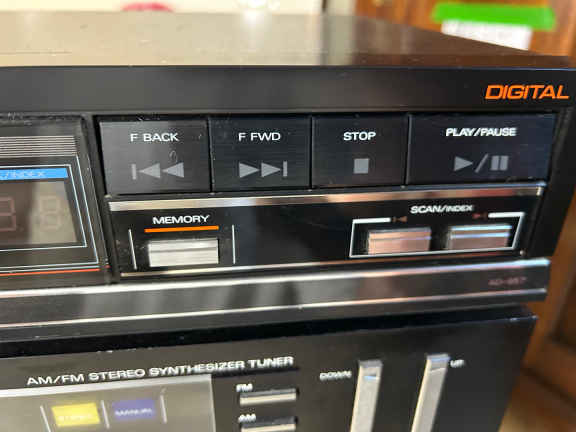 DIGITAL
F BACK
F FWD
STOP
PLAY/PAUSE
/INDEX
MEMORY
SCAN/INDEX
AM/FM STEREO SYNTHESIZER TUNER
FM
AM
DOWN
UP
MANUAL